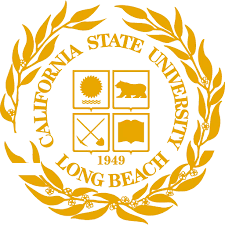 CALIFORNIA STATE UNIVERSITY
LONG BEACH
1949